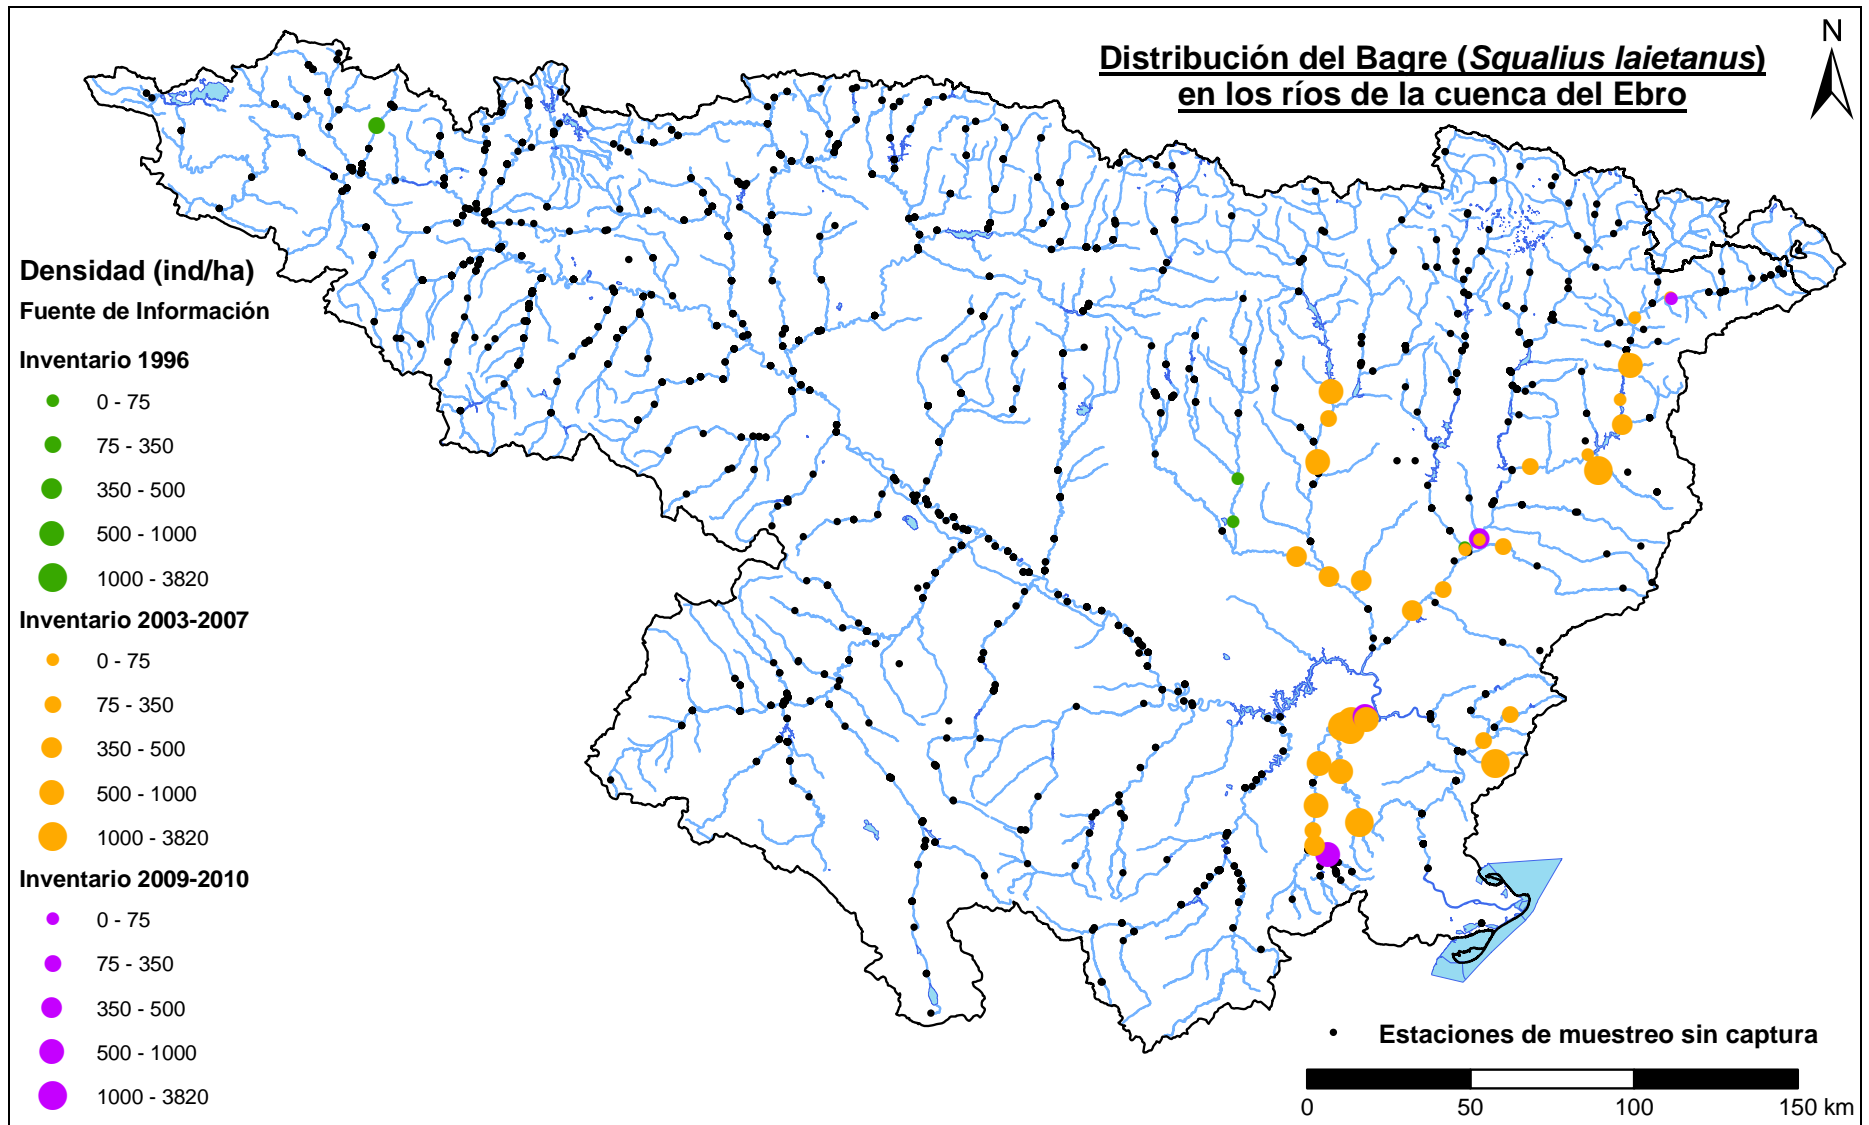 Distribución del Bagre (Squalius laietanus)
en los ríos de la cuenca del Ebro
N
Densidad (ind/ha)
Fuente de Información
Inventario 1996
0 - 75
75 - 350
350 - 500
500 - 1000
1000 - 3820
Inventario 2003-2007
0 - 75
75 - 350
350 - 500
500 - 1000
1000 - 3820
Inventario 2009-2010
0 - 75
75 - 350
350 - 500
500 - 1000
1000 - 3820
Estaciones de muestreo sin captura
0 50 100 150 km